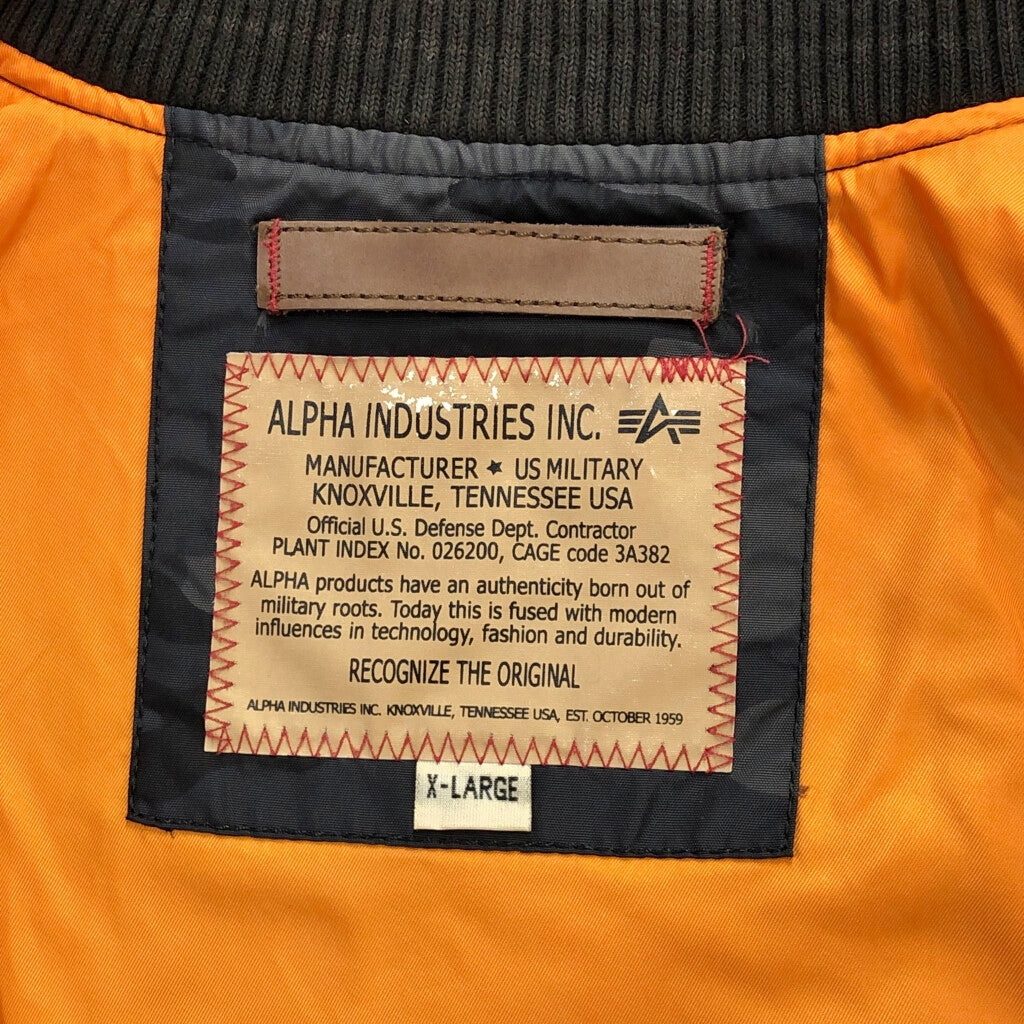 ALPHA INDUSTRIES INC.
MANUFACTURER ★ US MILITARY
KNOXVILLE, TENNESSEE USA
Official U.S. Defense Dept. Contractor
PLANT INDEX No. 026200, CAGE code 3A382
ALPHA products have an authenticity born out of
military roots. Today this is fused with modern
influences in technology, fashion and durability.
RECOGNIZE THE ORIGINAL
ALPHA INDUSTRIES INC. KNOXVILLE, TENNESSEE USA, EST. OCTOBER 1959
X-LARGE